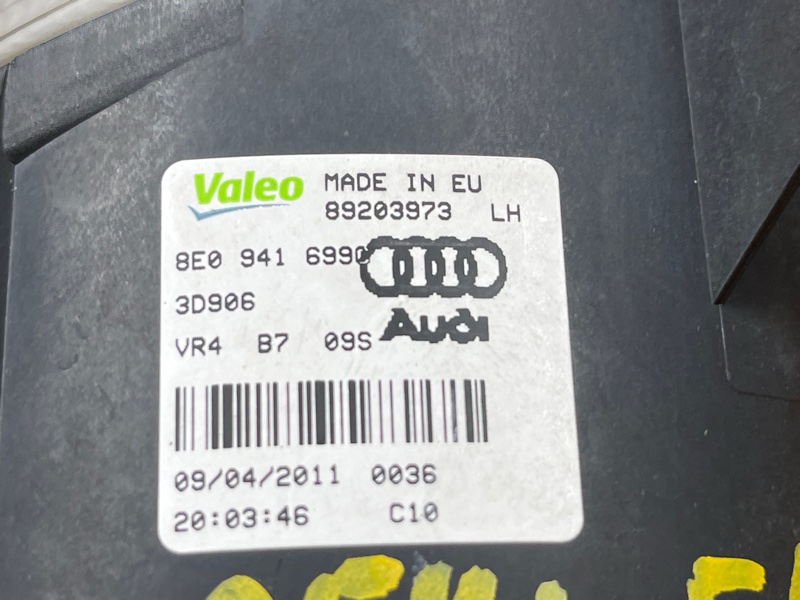 Valeo MADE IN EU
89203973 LH
8E0 941 699C
3D906
Audi
VR4 B7 09S
09/04/2011 0036
20:03:46 C10